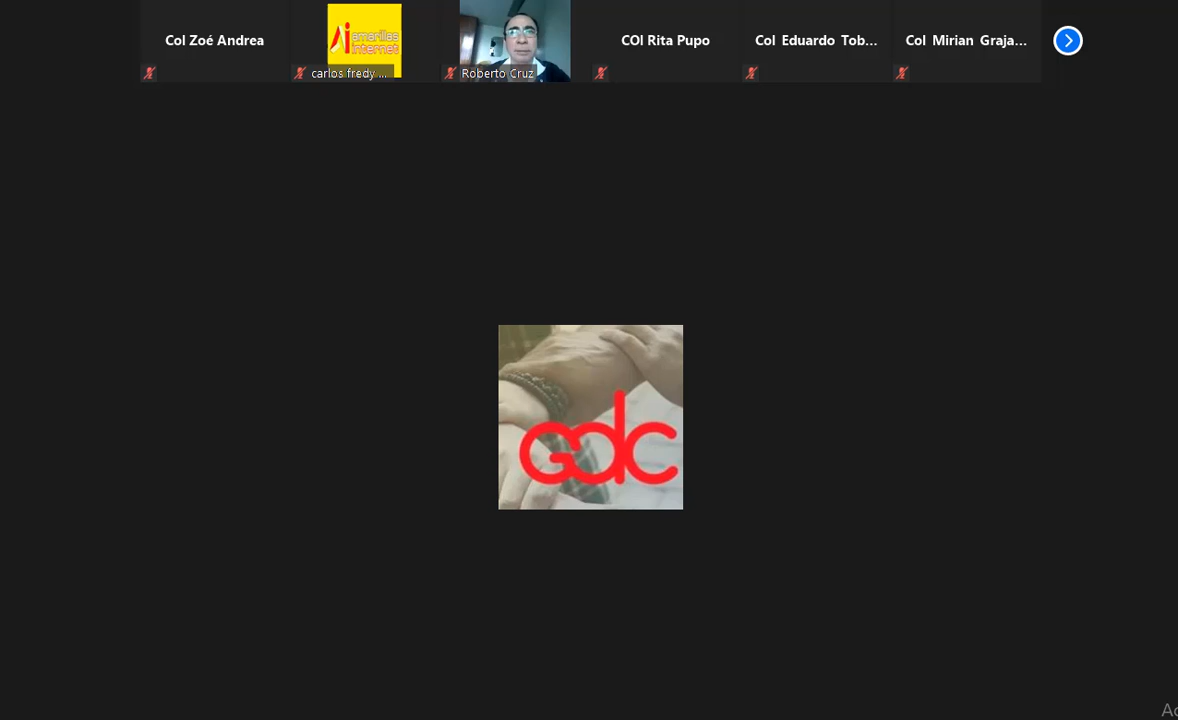 Col Zoé Andrea
COl Rita Pupo
Col Eduardo Tob...
Col Mirian Graja...
Ai amarillas
internet
carlos fredy ...
Roberto Cruz
Gdc